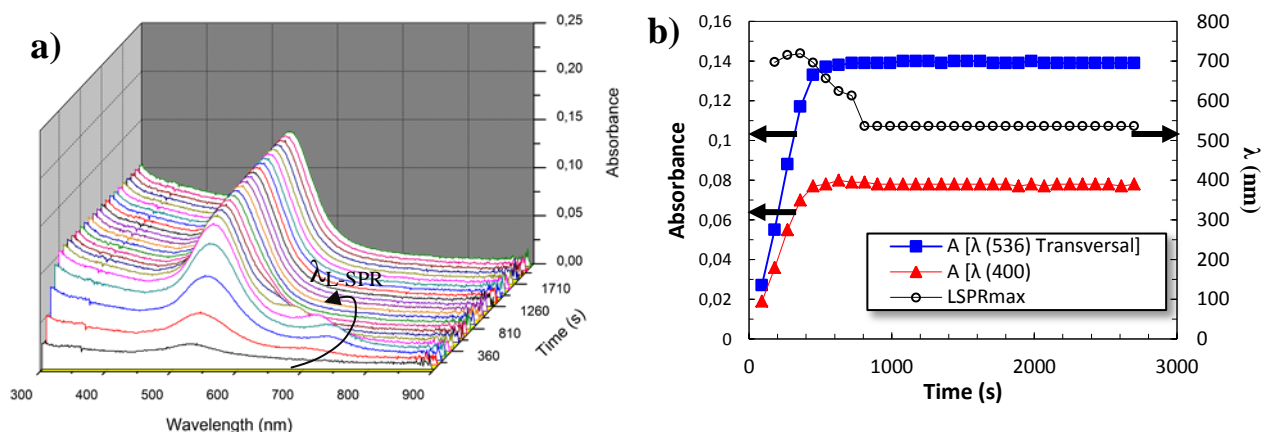 a)
0,25
0,20
0,15
0,10
0,05
0,00
Absorbance
λL-SPR
1710
1260
810
360
Time (s)
300 400 500 600 700 800 900
Wavelength (nm)
b)
0,16
0,14
0,12
0,1
0,08
0,06
0,04
0,02
0
Absorbance
800
700
600
500
400
300
200
100
0
λ (nm)
A [λ (536) Transversal]
A [λ (400)
LSPRmax
0 1000 2000 3000
Time (s)